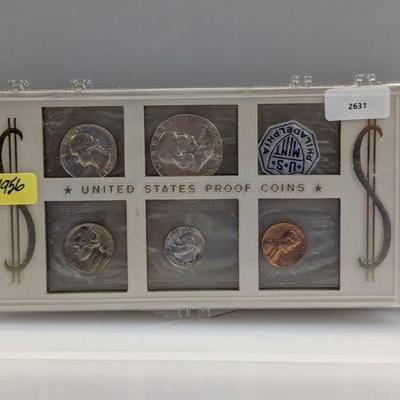 2631
1956
PHILADELPHIA
U·S
MINT
★ UNITED STATES PROOF COINS ★